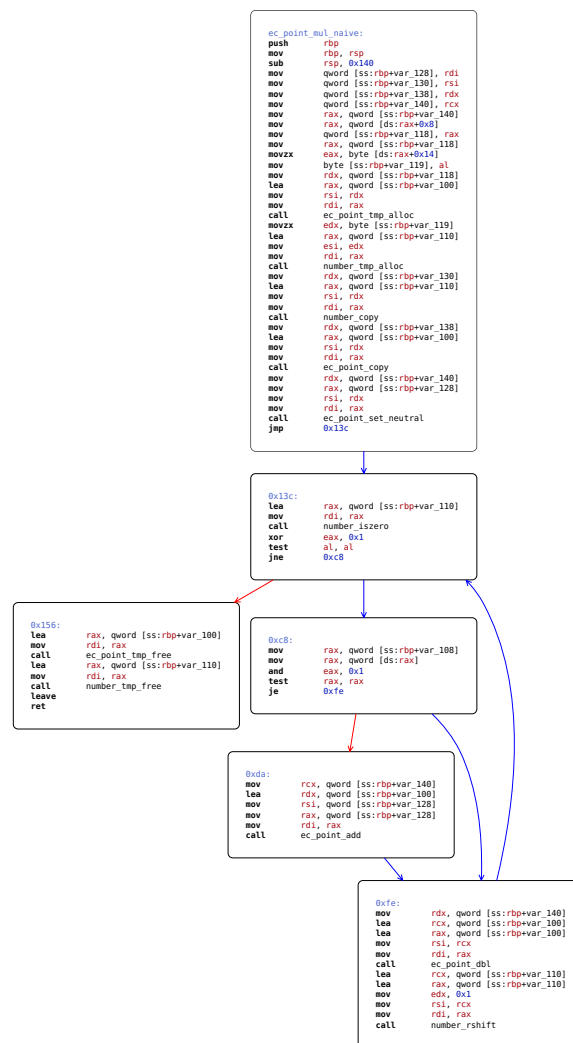 ec_point_mul_naive:
push rbp
mov rbp, rsp
sub rsp, 0x140
mov qword [ss:rbp+var_128], rdi
mov qword [ss:rbp+var_130], rsi
mov qword [ss:rbp+var_138], rdx
mov qword [ss:rbp+var_140], rcx
mov rax, qword [ss:rbp+var_140]
mov rax, qword [ds:rax+0x8]
mov qword [ss:rbp+var_118], rax
mov rax, qword [ss:rbp+var_118]
movzx eax, byte [ds:rax+0x14]
mov byte [ss:rbp+var_119], al
mov rdx, qword [ss:rbp+var_118]
lea rax, qword [ss:rbp+var_100]
mov rsi, rdx
mov rdi, rax
call ec_point_tmp_alloc
movzx edx, byte [ss:rbp+var_119]
lea rax, qword [ss:rbp+var_110]
mov esi, edx
mov rdi, rax
call number_tmp_alloc
mov rdx, qword [ss:rbp+var_130]
lea rax, qword [ss:rbp+var_110]
mov rsi, rdx
mov rdi, rax
call number_copy
mov rdx, qword [ss:rbp+var_138]
lea rax, qword [ss:rbp+var_100]
mov rsi, rdx
mov rdi, rax
call ec_point_copy
mov rdx, qword [ss:rbp+var_140]
mov rax, qword [ss:rbp+var_128]
mov rsi, rdx
mov rdi, rax
call ec_point_set_neutral
jmp 0x13c
0x13c:
lea rax, qword [ss:rbp+var_110]
mov rdi, rax
call number_iszero
xor eax, 0x1
test al, al
jne 0xc8
0x156:
lea rax, qword [ss:rbp+var_100]
mov rdi, rax
call ec_point_tmp_free
lea rax, qword [ss:rbp+var_110]
mov rdi, rax
call number_tmp_free
leave
ret
0xc8:
mov rax, qword [ss:rbp+var_108]
mov rax, qword [ds:rax]
and eax, 0x1
test rax, rax
je 0xfe
0xda:
mov rcx, qword [ss:rbp+var_140]
lea rdx, qword [ss:rbp+var_100]
mov rsi, qword [ss:rbp+var_128]
mov rax, qword [ss:rbp+var_128]
mov rdi, rax
call ec_point_add
0xfe:
mov rdx, qword [ss:rbp+var_140]
lea rcx, qword [ss:rbp+var_100]
lea rax, qword [ss:rbp+var_100]
mov rsi, rcx
mov rdi, rax
call ec_point_dbl
lea rcx, qword [ss:rbp+var_110]
lea rax, qword [ss:rbp+var_110]
mov edx, 0x1
mov rsi, rcx
mov rdi, rax
call number_rshift